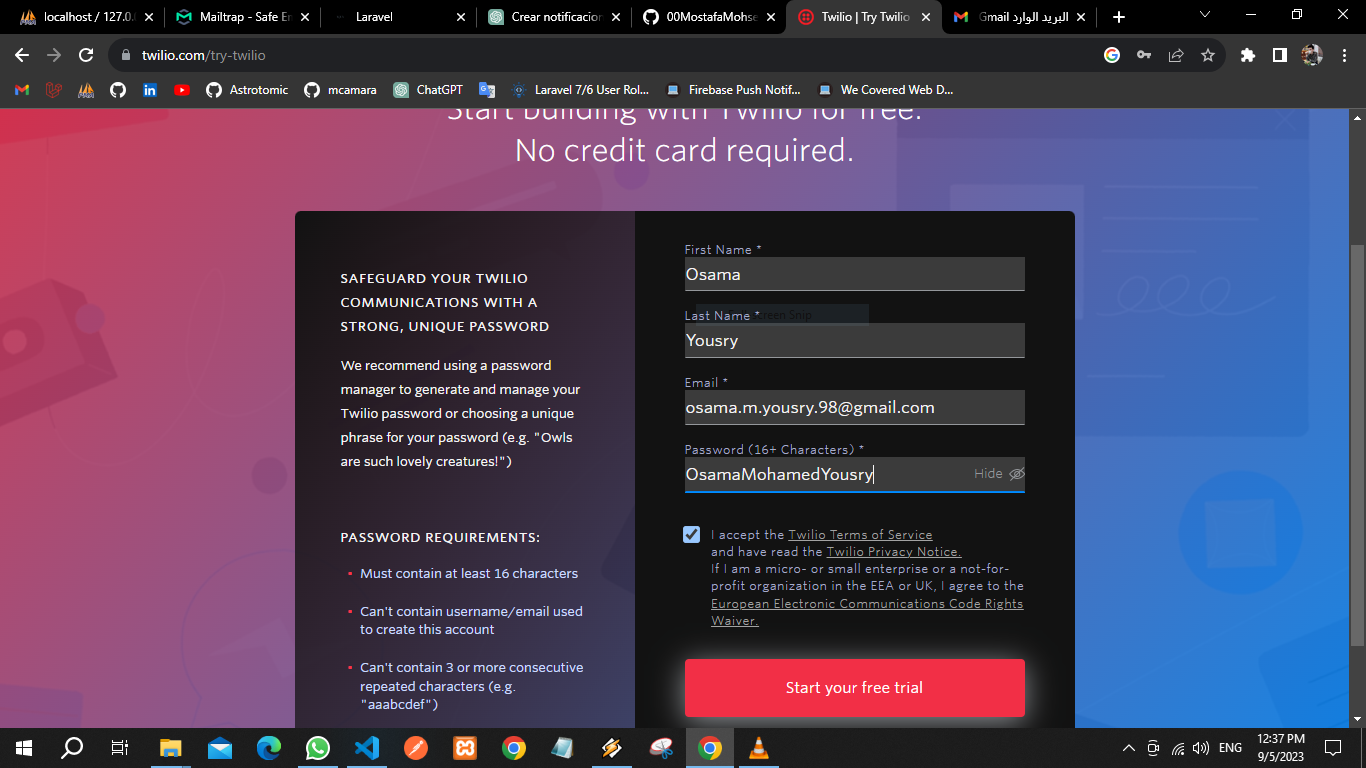 localhost / 127.0.
Mailtrap - Safe Er
Laravel
Crear notificacion
00MostafaMohse
Twilio | Try Twilio
البريد الوارد Gmail
twilio.com/try-twilio
Astrotomic
mcamara
ChatGPT
Laravel 7/6 User Rol...
Firebase Push Notif...
We Covered Web D...
Start building with Twilio for free.
No credit card required.
SAFEGUARD YOUR TWILIO
COMMUNICATIONS WITH A
STRONG, UNIQUE PASSWORD
We recommend using a password
manager to generate and manage your
Twilio password or choosing a unique
phrase for your password (e.g. "Owls
are such lovely creatures!")
PASSWORD REQUIREMENTS:
Must contain at least 16 characters
Can't contain username/email used
to create this account
Can't contain 3 or more consecutive
repeated characters (e.g.
"aaabcdef")
First Name *
Osama
Last Name *
Screen Snip
Yousry
Email *
osama.m.yousry.98@gmail.com
Password (16+ Characters) *
OsamaMohamedYousry
Hide
I accept the Twilio Terms of Service
and have read the Twilio Privacy Notice.
If I am a micro- or small enterprise or a not-for-
profit organization in the EEA or UK, I agree to the
European Electronic Communications Code Rights
Waiver.
Start your free trial
ENG
12:37 PM
9/5/2023